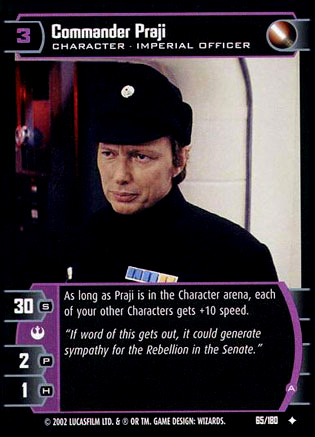 3 Commander Praji
CHARACTER · IMPERIAL OFFICER
30 S
2 P
1 H
As long as Praji is in the Character arena, each
of your other Characters gets +10 speed.
“If word of this gets out, it could generate
sympathy for the Rebellion in the Senate.”
A
© 2002 LUCASFILM LTD. & ® OR TM. GAME DESIGN: WIZARDS. 65/180